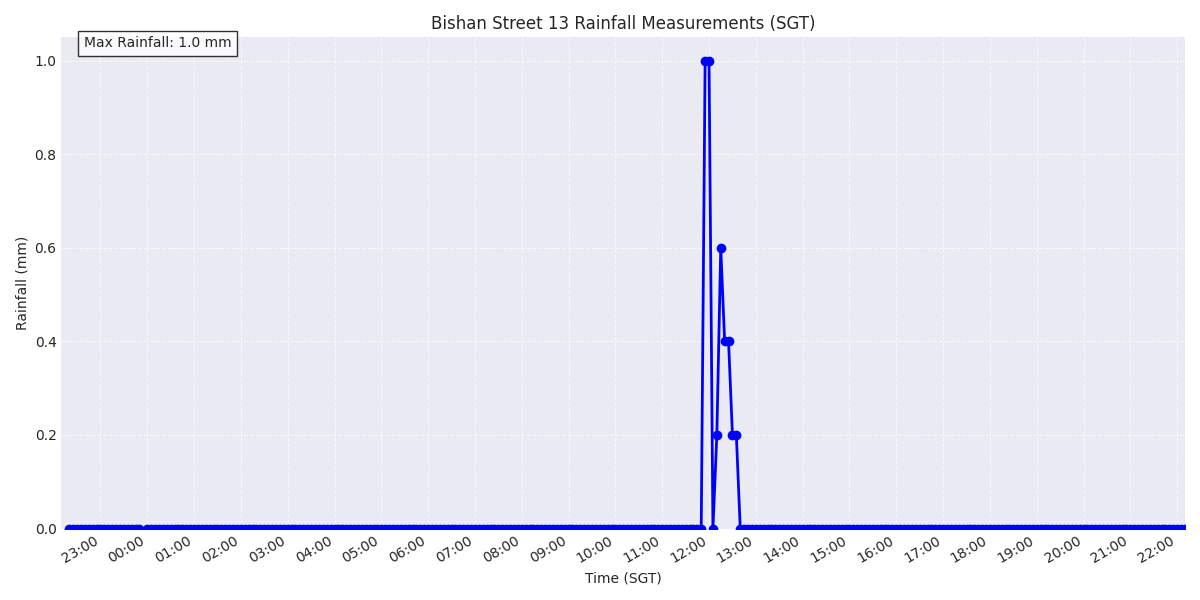 Bishan Street 13 Rainfall Measurements (SGT)
Max Rainfall: 1.0 mm
1.0
0.8
0.6
0.4
0.2
0.0
Rainfall (mm)
23:00 00:00 01:00 02:00 03:00 04:00 05:00 06:00 07:00 08:00 09:00 10:00 11:00 12:00 13:00 14:00 15:00 16:00 17:00 18:00 19:00 20:00 21:00 22:00
Time (SGT)